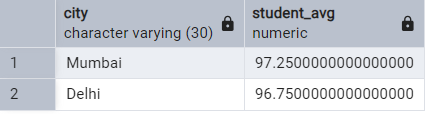 city student_avg
character varying (30) numeric
1 Mumbai 97.2500000000000000
2 Delhi 96.7500000000000000